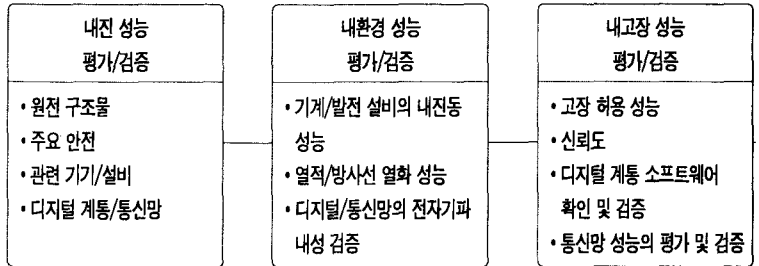 내진 성능
평가/검증
• 원전 구조물
• 주요 안전
• 관련 기기/설비
• 디지털 계통/통신망
내환경 성능
평가/검증
• 기계/발전 설비의 내진동
성능
• 열적/방사선 열화 성능
• 디지털/통신망의 전자기파
내성 검증
내고장 성능
평가/검증
• 고장 허용 성능
• 신뢰도
• 디지털 계통 소프트웨어
확인 및 검증
• 통신망 성능의 평가 및 검증